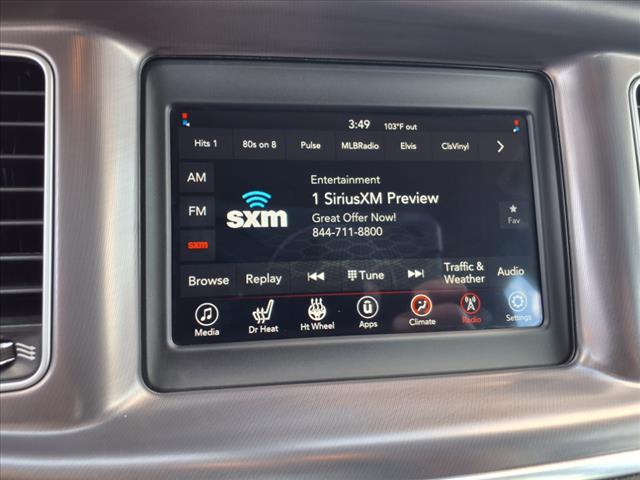 3:49 103°F out
Hits 1 80s on 8 Pulse MLBRadio Elvis ClsVinyl
AM
FM
sxm
sxm
Entertainment
1 SiriusXM Preview
Great Offer Now!
844-711-8800
Fav
Browse Replay Tune Traffic & Weather Audio
Media Dr Heat Ht Wheel Apps Climate Radio Settings